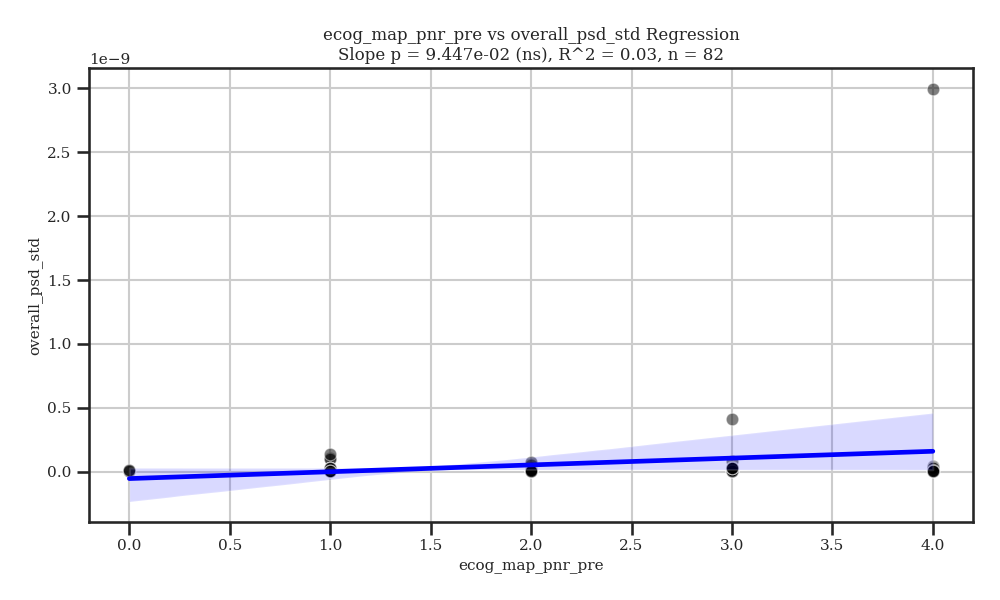 ecog_map_pnr_pre vs overall_psd_std Regression
Slope p = 9.447e-02 (ns), R^2 = 0.03, n = 82
1e−9
3.0
2.5
2.0
1.5
1.0
0.5
0.0
overall_psd_std
0.0 0.5 1.0 1.5 2.0 2.5 3.0 3.5 4.0
ecog_map_pnr_pre